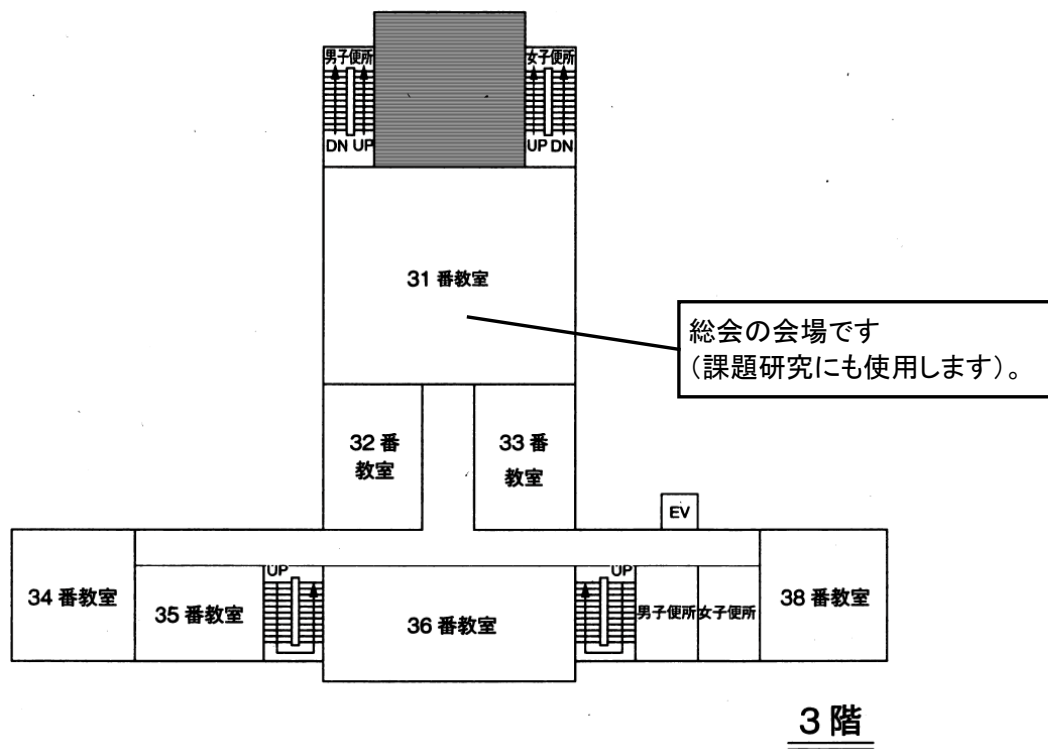 男子便所
女子便所
DN UP
UP DN
31 番教室
総会の会場です
（課題研究にも使用します）。
32 番
教室
33 番
教室
EV
34 番教室
35 番教室
UP
36 番教室
UP
男子便所
女子便所
38 番教室
3 階